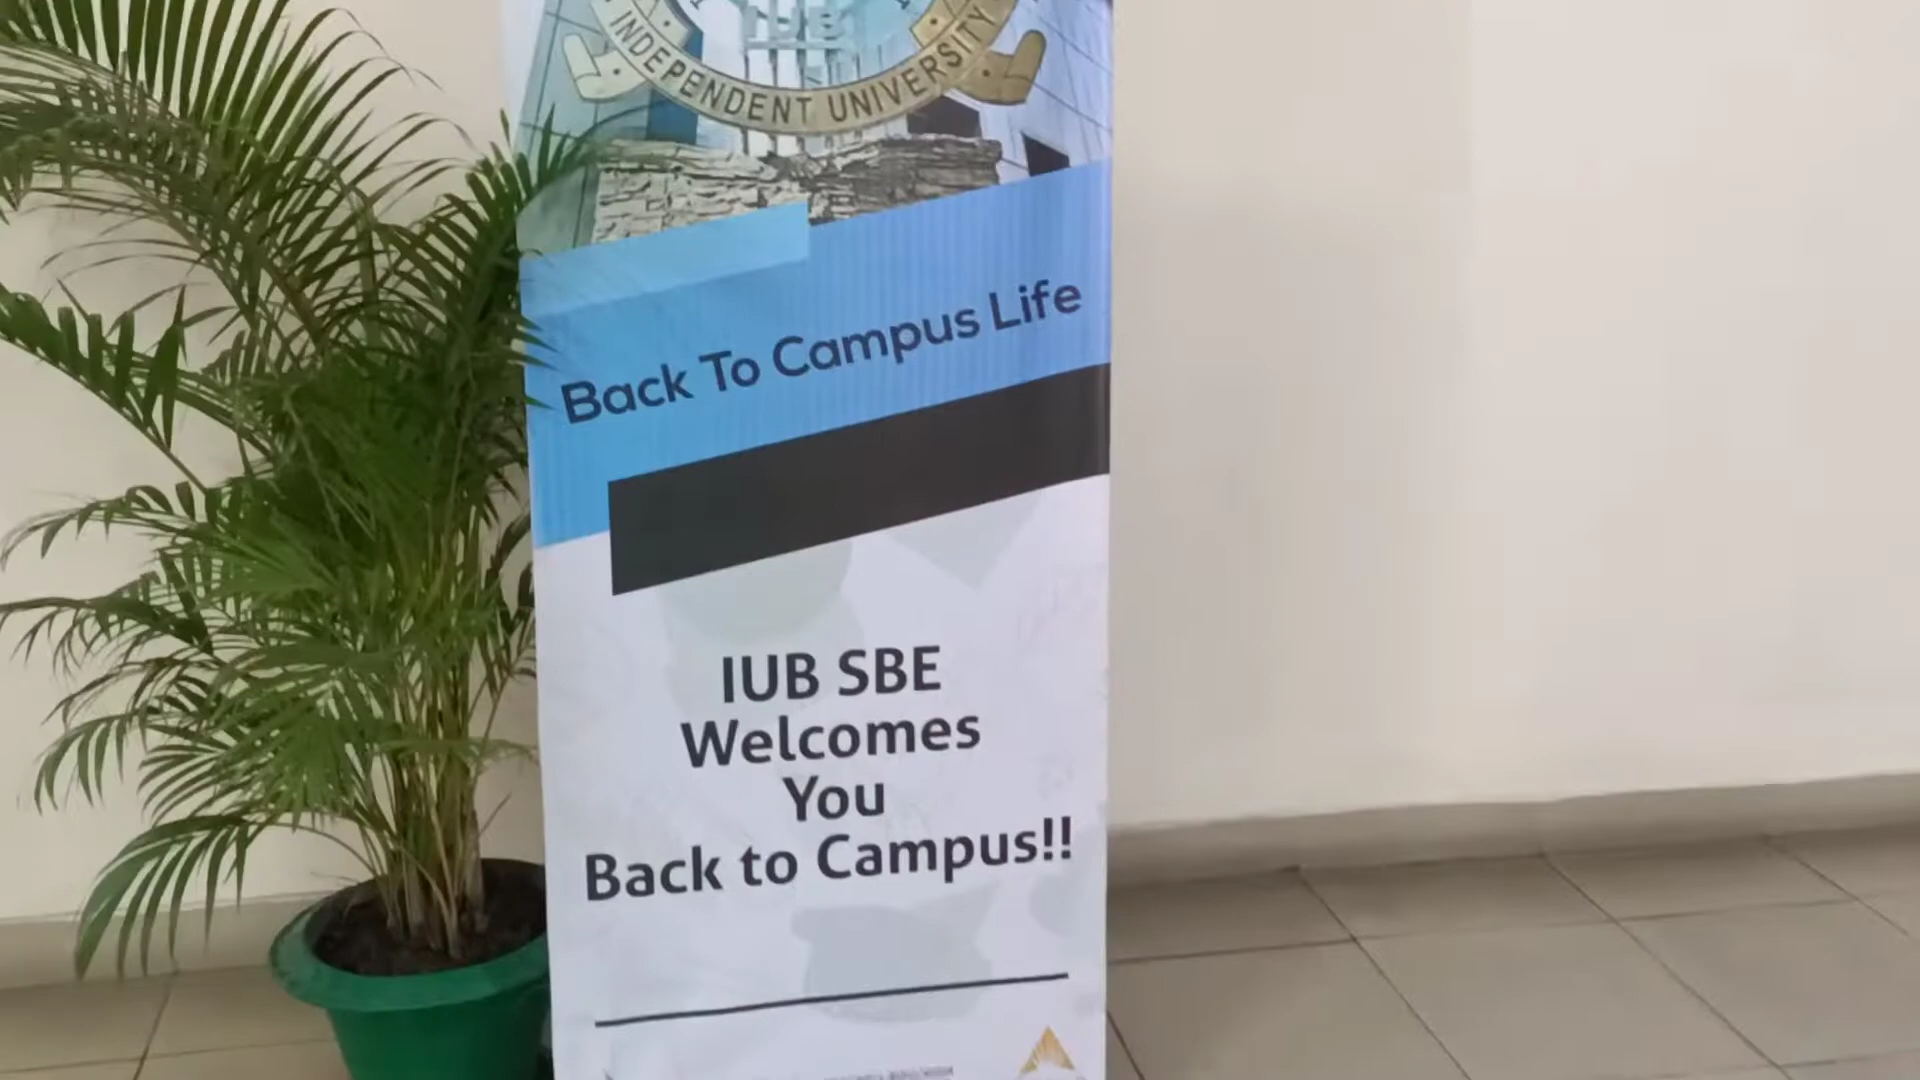 IUB
INDEPENDENT UNIVERSITY
Back To Campus Life
IUB SBE
Welcomes
You
Back to Campus!!